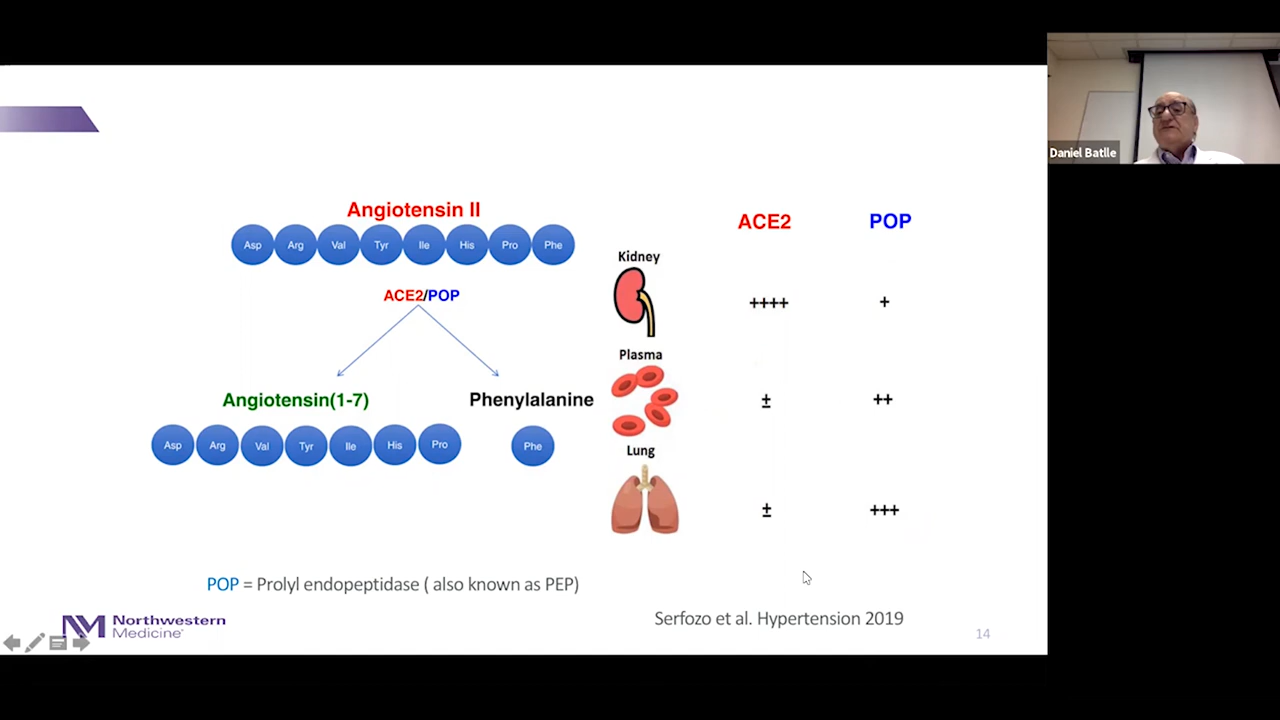 Daniel Batlle
Angiotensin II
Asp Arg Val Tyr Ile His Pro Phe
ACE2/POP
Angiotensin(1-7)
Phenylalanine
Asp Arg Val Tyr Ile His Pro
Phe
ACE2 POP
Kidney
++++ +
Plasma
± ++
Lung
± +++
POP = Prolyl endopeptidase ( also known as PEP)
Serfozo et al. Hypertension 2019
NM Northwestern
Medicine
14